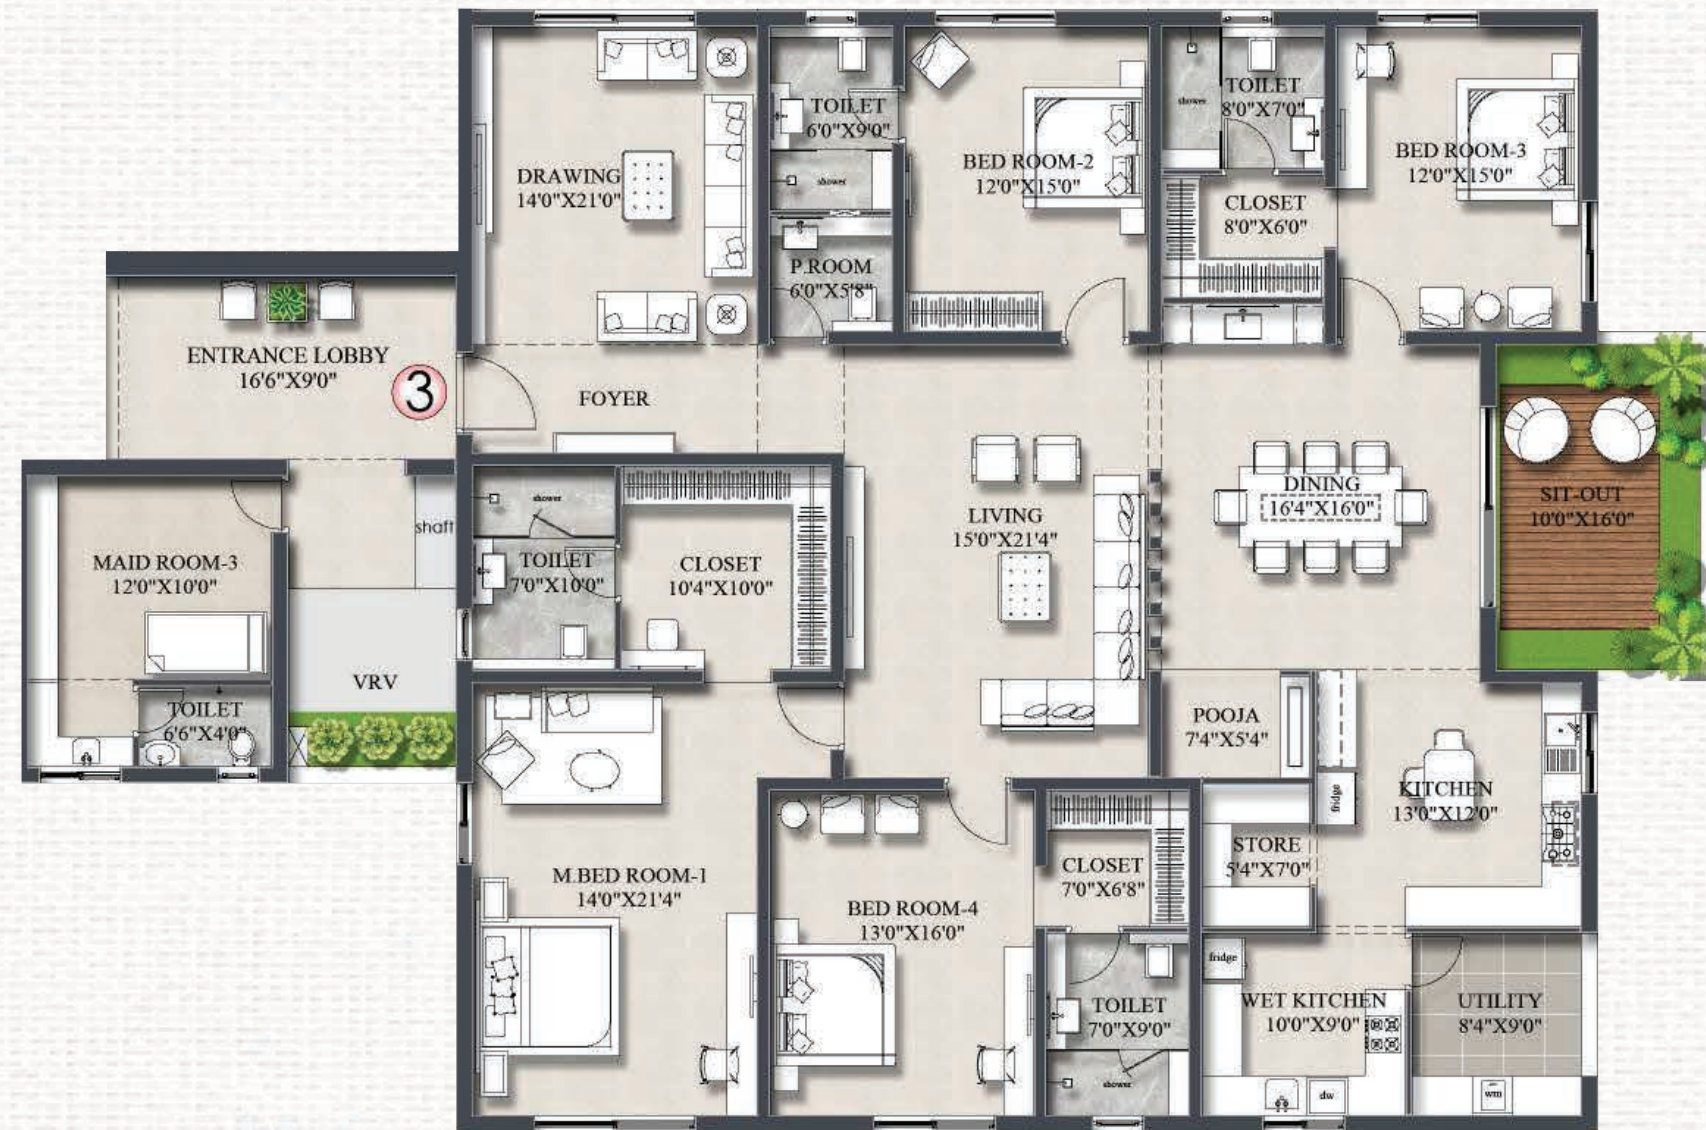 TOILET
6'0"X9'0"
shower
DRAWING
14'0"X21'0"
BED ROOM-2
12'0"X15'0"
TOILET
8'0"X7'0"
shower
BED ROOM-3
12'0"X15'0"
CLOSET
8'0"X6'0"
P.ROOM
6'0"X5'8"
ENTRANCE LOBBY
16'6"X9'0"
3
FOYER
shower
TOILET
7'0"X10'0"
CLOSET
10'4"X10'0"
LIVING
15'0"X21'4"
DINING
16'4"X16'0"
SIT-OUT
10'0"X16'0"
shaft
MAID ROOM-3
12'0"X10'0"
VRV
TOILET
6'6"X4'0"
POOJA
7'4"X5'4"
KITCHEN
13'0"X12'0"
fridge
STORE
5'4"X7'0"
M.BED ROOM-1
14'0"X21'4"
BED ROOM-4
13'0"X16'0"
CLOSET
7'0"X6'8"
TOILET
7'0"X9'0"
shower
fridge
WET KITCHEN
10'0"X9'0"
dw
UTILITY
8'4"X9'0"
wm